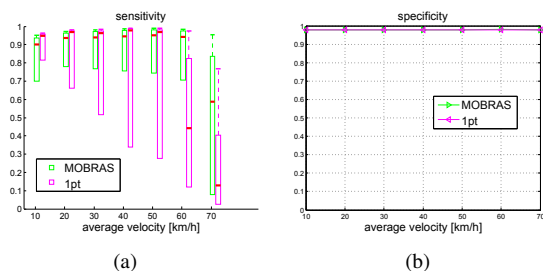 sensitivity
1
0.9
0.8
0.7
0.6
0.5
0.4
0.3
0.2
0.1
0
MOBRAS
1pt
10 20 30 40 50 60 70
average velocity [km/h]
(a)
specificity
1
0.9
0.8
0.7
0.6
0.5
0.4
0.3
0.2
0.1
0
MOBRAS
1pt
10 20 30 40 50 60 70
average velocity [km/h]
(b)